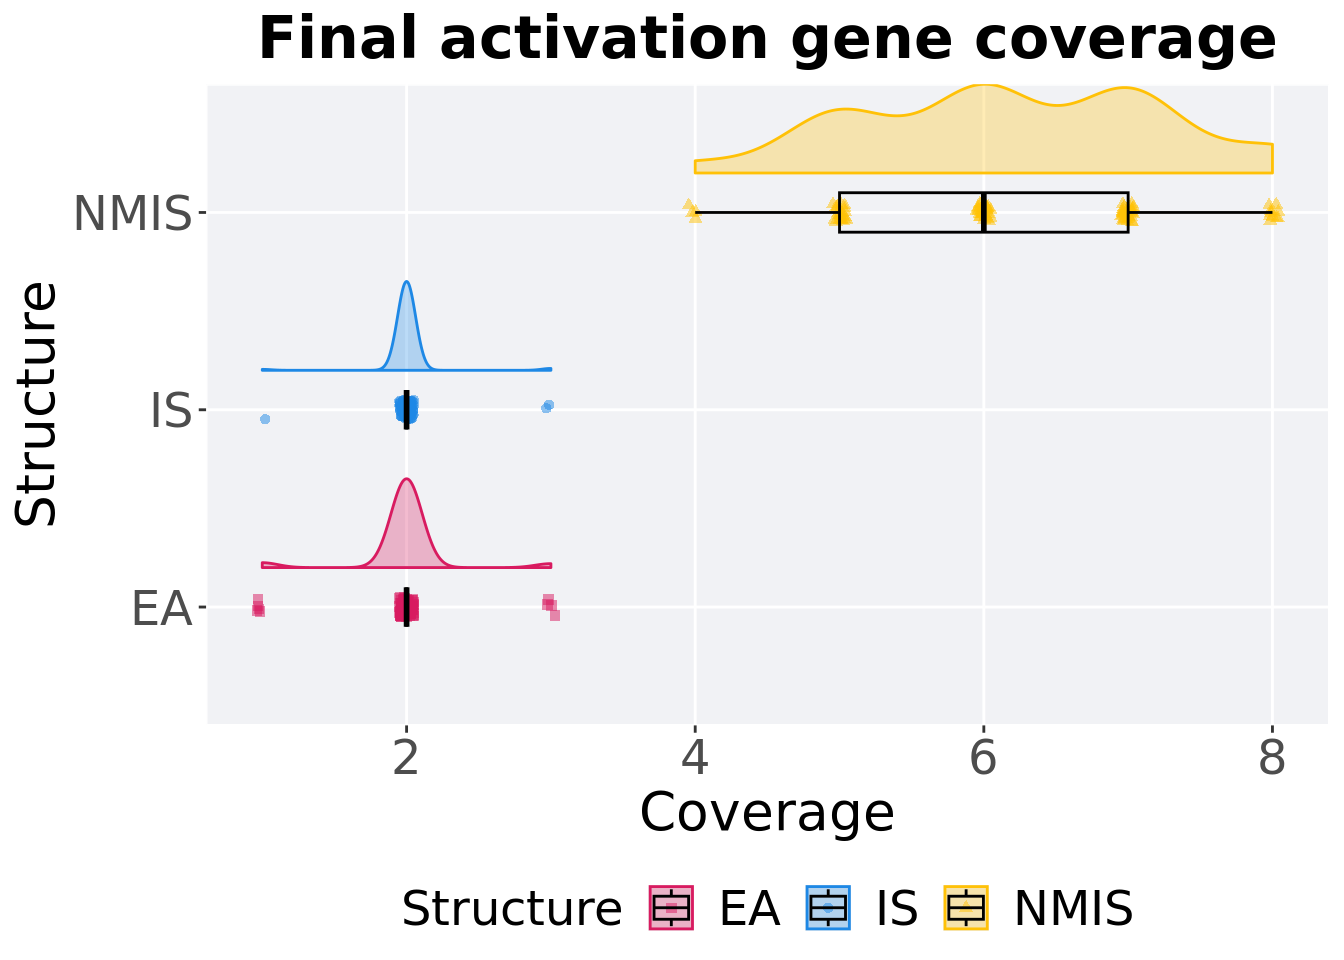 Final activation gene coverage
Structure
NMIS
IS
EA
2 4 6 8
Coverage
Structure EA IS NMIS